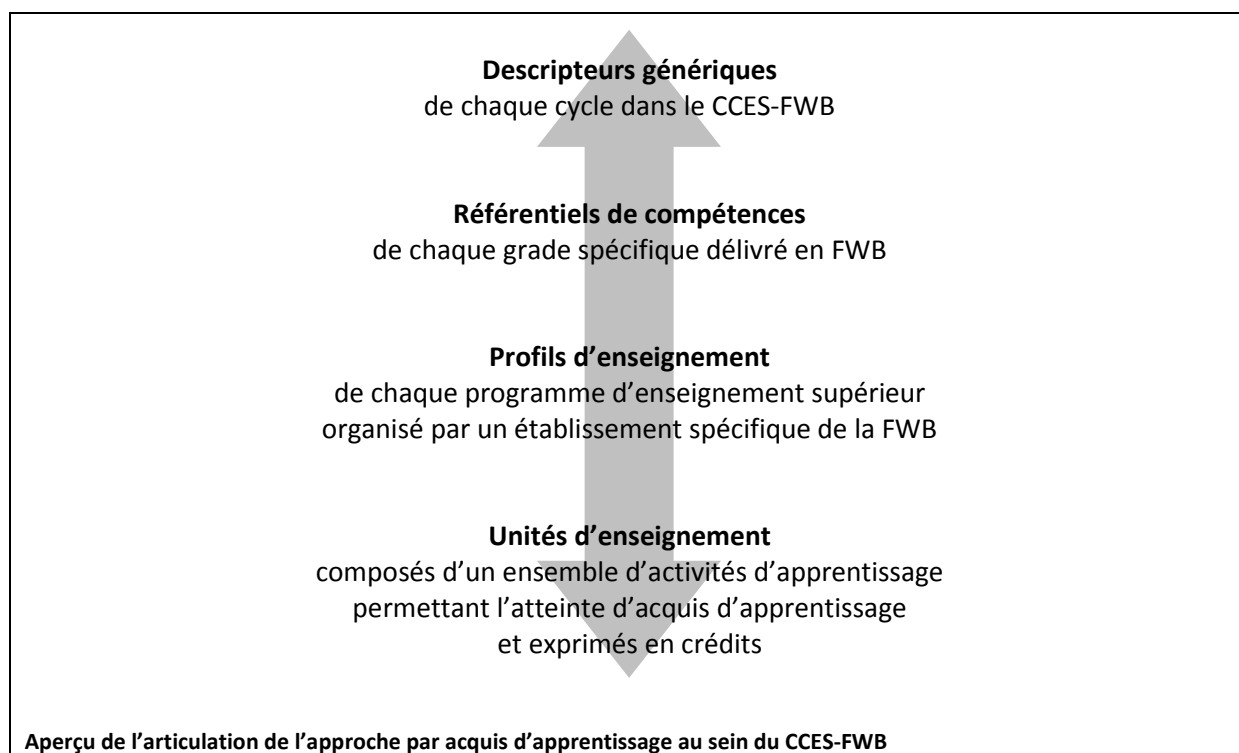 Descripteurs génériques
de chaque cycle dans le CCES-FWB
Référentiels de compétences
de chaque grade spécifique délivré en FWB
Profils d’enseignement
de chaque programme d’enseignement supérieur
organisé par un établissement spécifique de la FWB
Unités d’enseignement
composés d’un ensemble d’activités d’apprentissage
permettant l’atteinte d’acquis d’apprentissage
et exprimés en crédits
Aperçu de l’articulation de l’approche par acquis d’apprentissage au sein du CCES-FWB